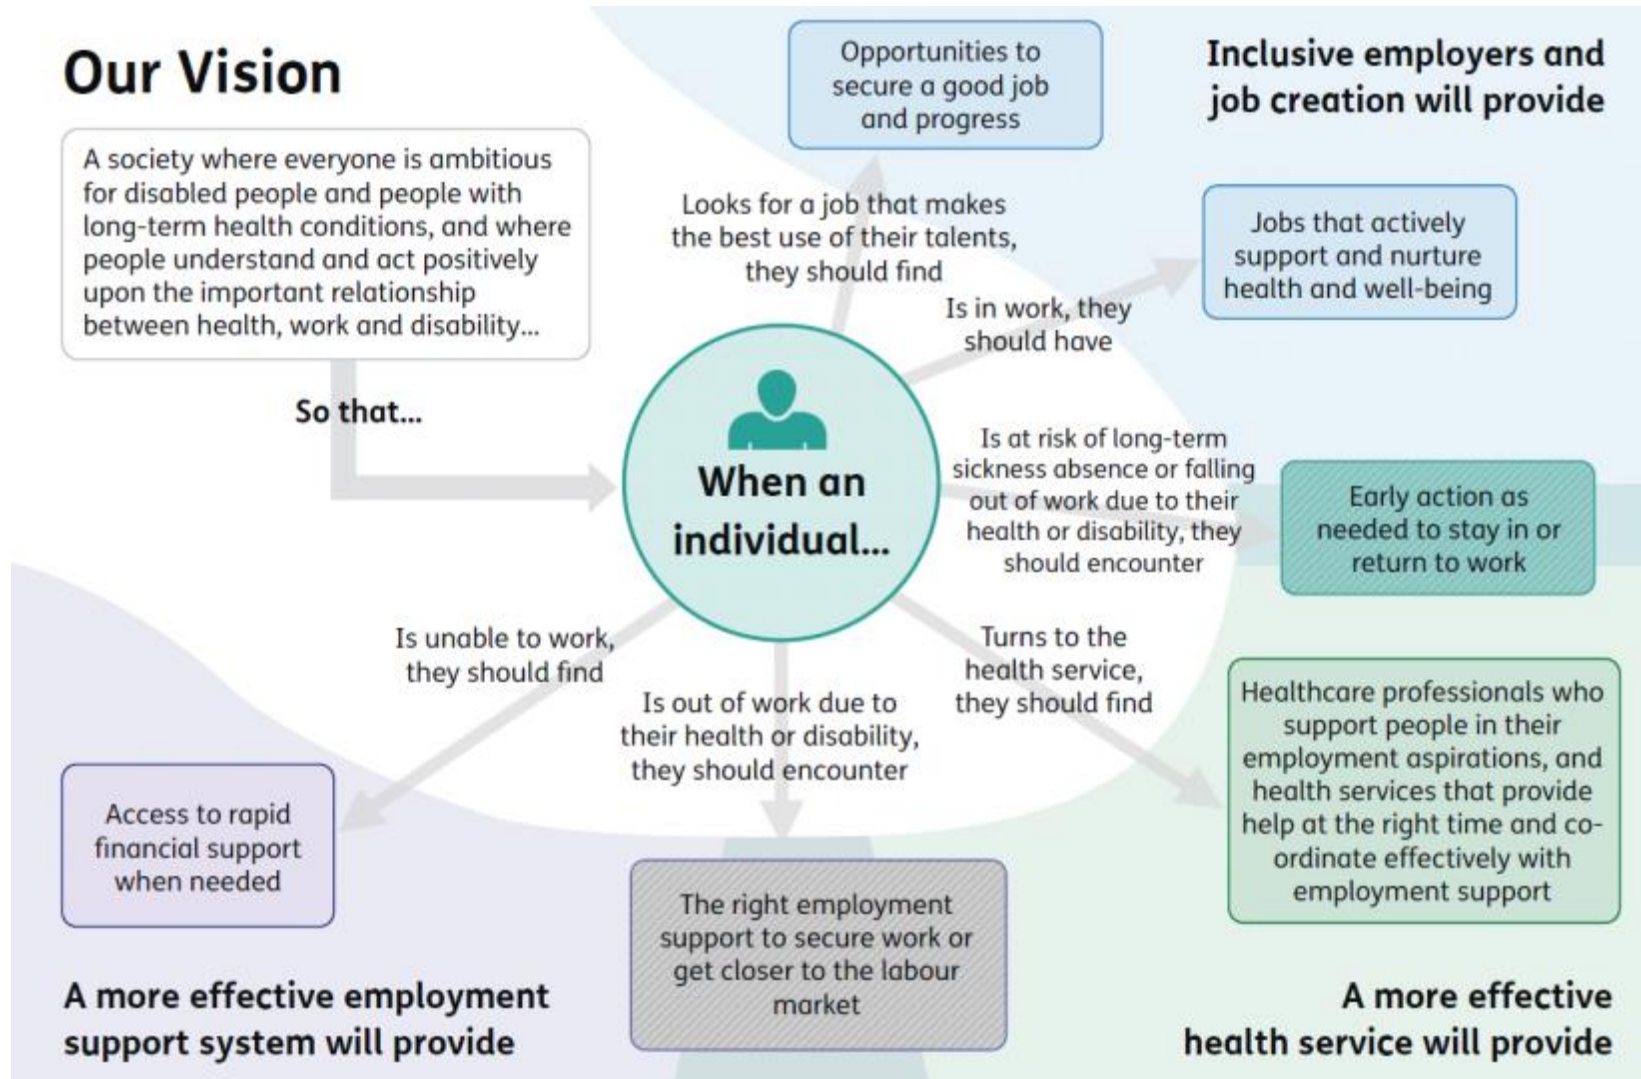 Our Vision
A society where everyone is ambitious
for disabled people and people with
long-term health conditions, and where
people understand and act positively
upon the important relationship
between health, work and disability...
So that...
When an
individual...
Looks for a job that makes
the best use of their talents,
they should find
Opportunities to
secure a good job
and progress
Inclusive employers and
job creation will provide
Is in work, they
should have
Jobs that actively
support and nurture
health and well-being
Is at risk of long-term
sickness absence or falling
out of work due to their
health or disability, they
should encounter
Early action as
needed to stay in or
return to work
Turns to the
health service,
they should find
Healthcare professionals who
support people in their
employment aspirations, and
health services that provide
help at the right time and co-
ordinate effectively with
employment support
A more effective
health service will provide
Is out of work due to
their health or disability,
they should encounter
The right employment
support to secure work or
get closer to the labour
market
Is unable to work,
they should find
Access to rapid
financial support
when needed
A more effective employment
support system will provide